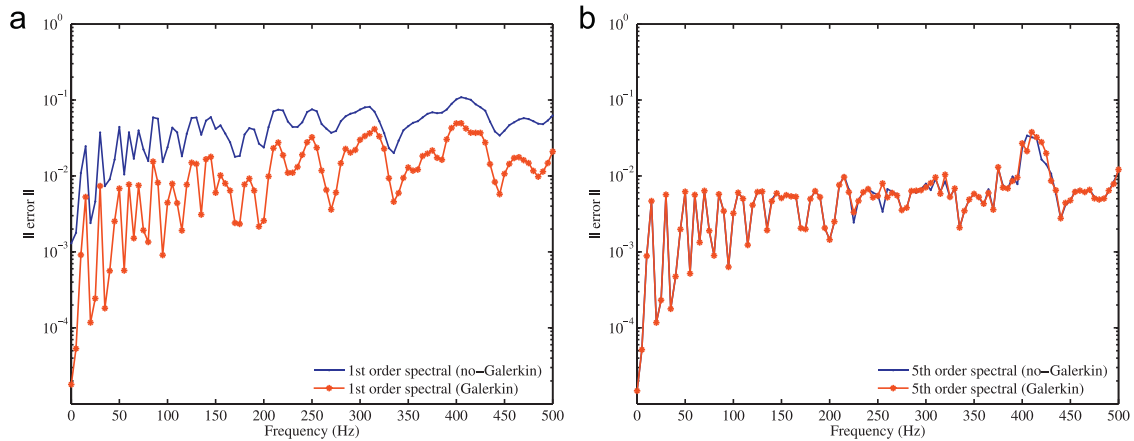 a
10^0
10^-1
10^-2
10^-3
10^-4
|| error ||
1st order spectral (no-Galerkin)
1st order spectral (Galerkin)
0 50 100 150 200 250 300 350 400 450 500
Frequency (Hz)
b
10^0
10^-1
10^-2
10^-3
10^-4
|| error ||
5th order spectral (no-Galerkin)
5th order spectral (Galerkin)
0 50 100 150 200 250 300 350 400 450 500
Frequency (Hz)